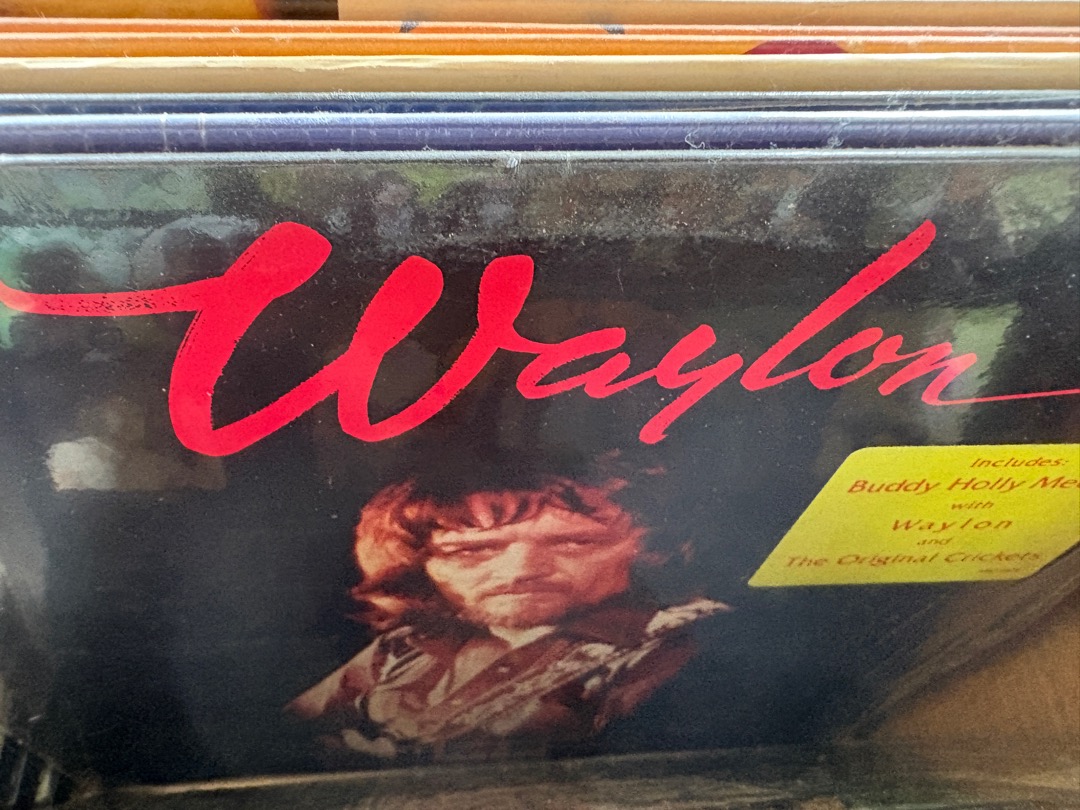 Waylon
Includes:
Buddy Holly Me
with
Waylon
and
The Original Crickets